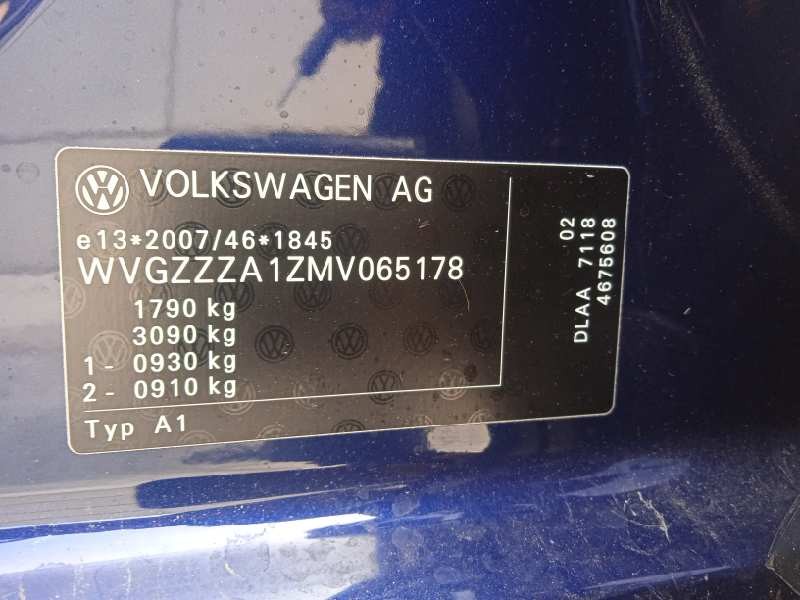 VOLKSWAGEN AG
e13*2007/46*1845
WVGZZZA1ZMV065178
1790 kg
3090 kg
1- 0930 kg
2- 0910 kg
Typ A1
02
DLAA 7118
4675608